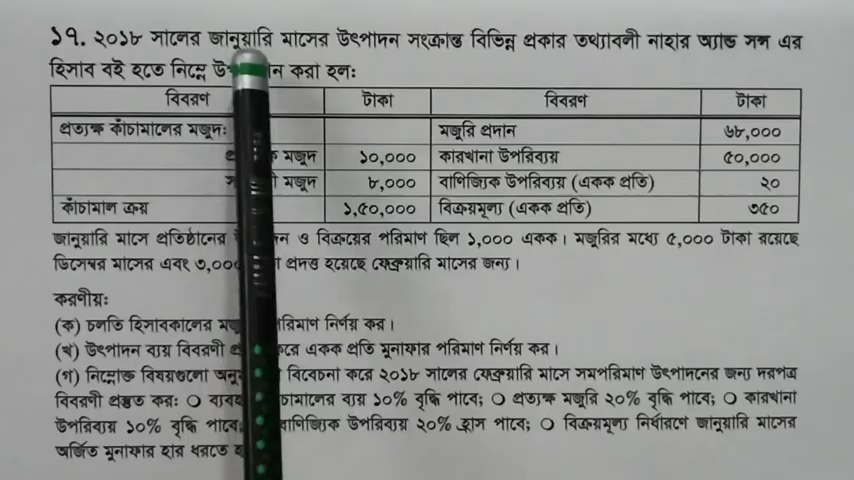 ১৭. ২০১৮ সালের জানুয়ারি মাসের উৎপাদন সংক্রান্ত বিভিন্ন প্রকার তথ্যাবলী নাহার অ্যান্ড সন্স এর
হিসাব বই হতে নিম্নে করা হল:
বিবরণ টাকা বিবরণ টাকা
প্রত্যক্ষ কাঁচামালের মজুদ: মজুরি প্রদান ৬৮,০০০
মজুদ ১০,০০০ কারখানা উপরিব্যয় ৫০,০০০
মজুদ ৮,০০০ বাণিজ্যিক উপরিব্যয় (একক প্রতি) ২০
কাঁচামাল ক্রয় ১,৫০,০০০ বিক্রয়মূল্য (একক প্রতি) ৩৫০
জানুয়ারি মাসে প্রতিষ্ঠানের ও বিক্রয়ের পরিমাণ ছিল ১,০০০ একক। মজুরির মধ্যে ৫,০০০ টাকা রয়েছে
ডিসেম্বর মাসের এবং প্রদত্ত হয়েছে ফেব্রুয়ারি মাসের জন্য।
করণীয়:
(ক) চলতি হিসাবকালের পরিমাণ নির্ণয় কর।
(খ) উৎপাদন ব্যয় বিবরণী করে একক প্রতি মুনাফার পরিমাণ নির্ণয় কর।
(গ) নিম্নোক্ত বিষয়গুলো বিবেচনা করে ২০১৮ সালের ফেব্রুয়ারি মাসে সমপরিমাণ উৎপাদনের জন্য দরপত্র
বিবরণী প্রস্তুত কর: ○ ব্যয় ১০% বৃদ্ধি পাবে; ○ প্রত্যক্ষ মজুরি ২০% বৃদ্ধি পাবে; ○ কারখানা
উপরিব্যয় ১০% বৃদ্ধি পাবে; বাণিজ্যিক উপরিব্যয় ২০% হ্রাস পাবে; ○ বিক্রয়মূল্য নির্ধারণে জানুয়ারি মাসের
অর্জিত মুনাফার হার ধরতে